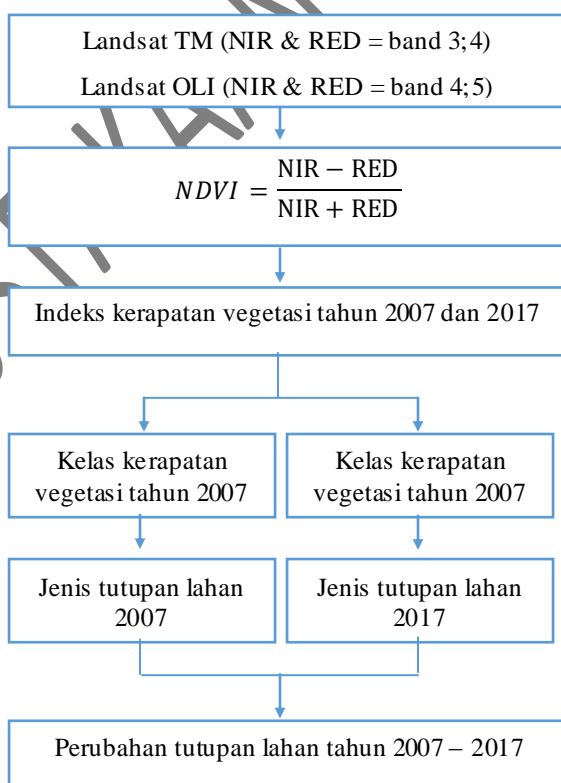 Landsat TM (NIR & RED = band 3;4)
Landsat OLI (NIR & RED = band 4;5)
NDVI = (NIR − RED) / (NIR + RED)
Indeks kerapatan vegetasi tahun 2007 dan 2017
Kelas kerapatan
vegetasi tahun 2007
Kelas kerapatan
vegetasi tahun 2007
Jenis tutupan lahan
2007
Jenis tutupan lahan
2017
Perubahan tutupan lahan tahun 2007 – 2017